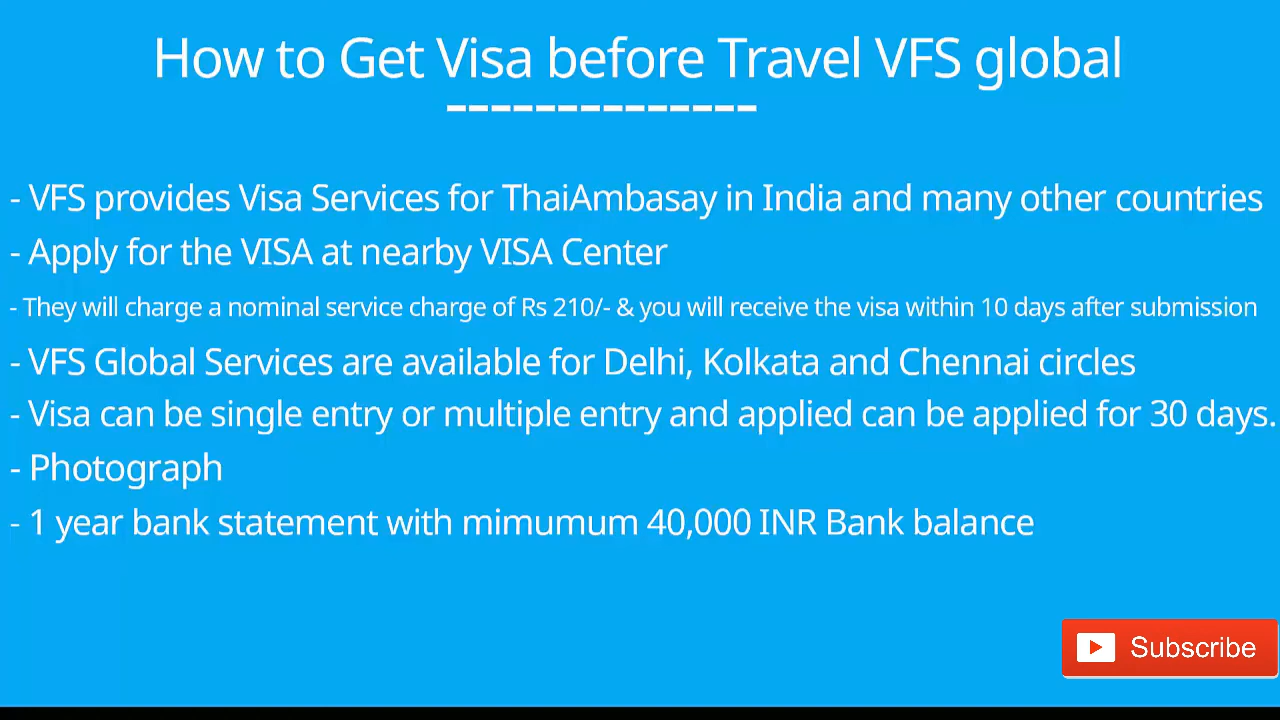 How to Get Visa before Travel VFS global
--------------
- VFS provides Visa Services for ThaiAmbasay in India and many other countries
- Apply for the VISA at nearby VISA Center
- They will charge a nominal service charge of Rs 210/- & you will receive the visa within 10 days after submission
- VFS Global Services are available for Delhi, Kolkata and Chennai circles
- Visa can be single entry or multiple entry and applied can be applied for 30 days.
- Photograph
- 1 year bank statement with mimumum 40,000 INR Bank balance
Subscribe